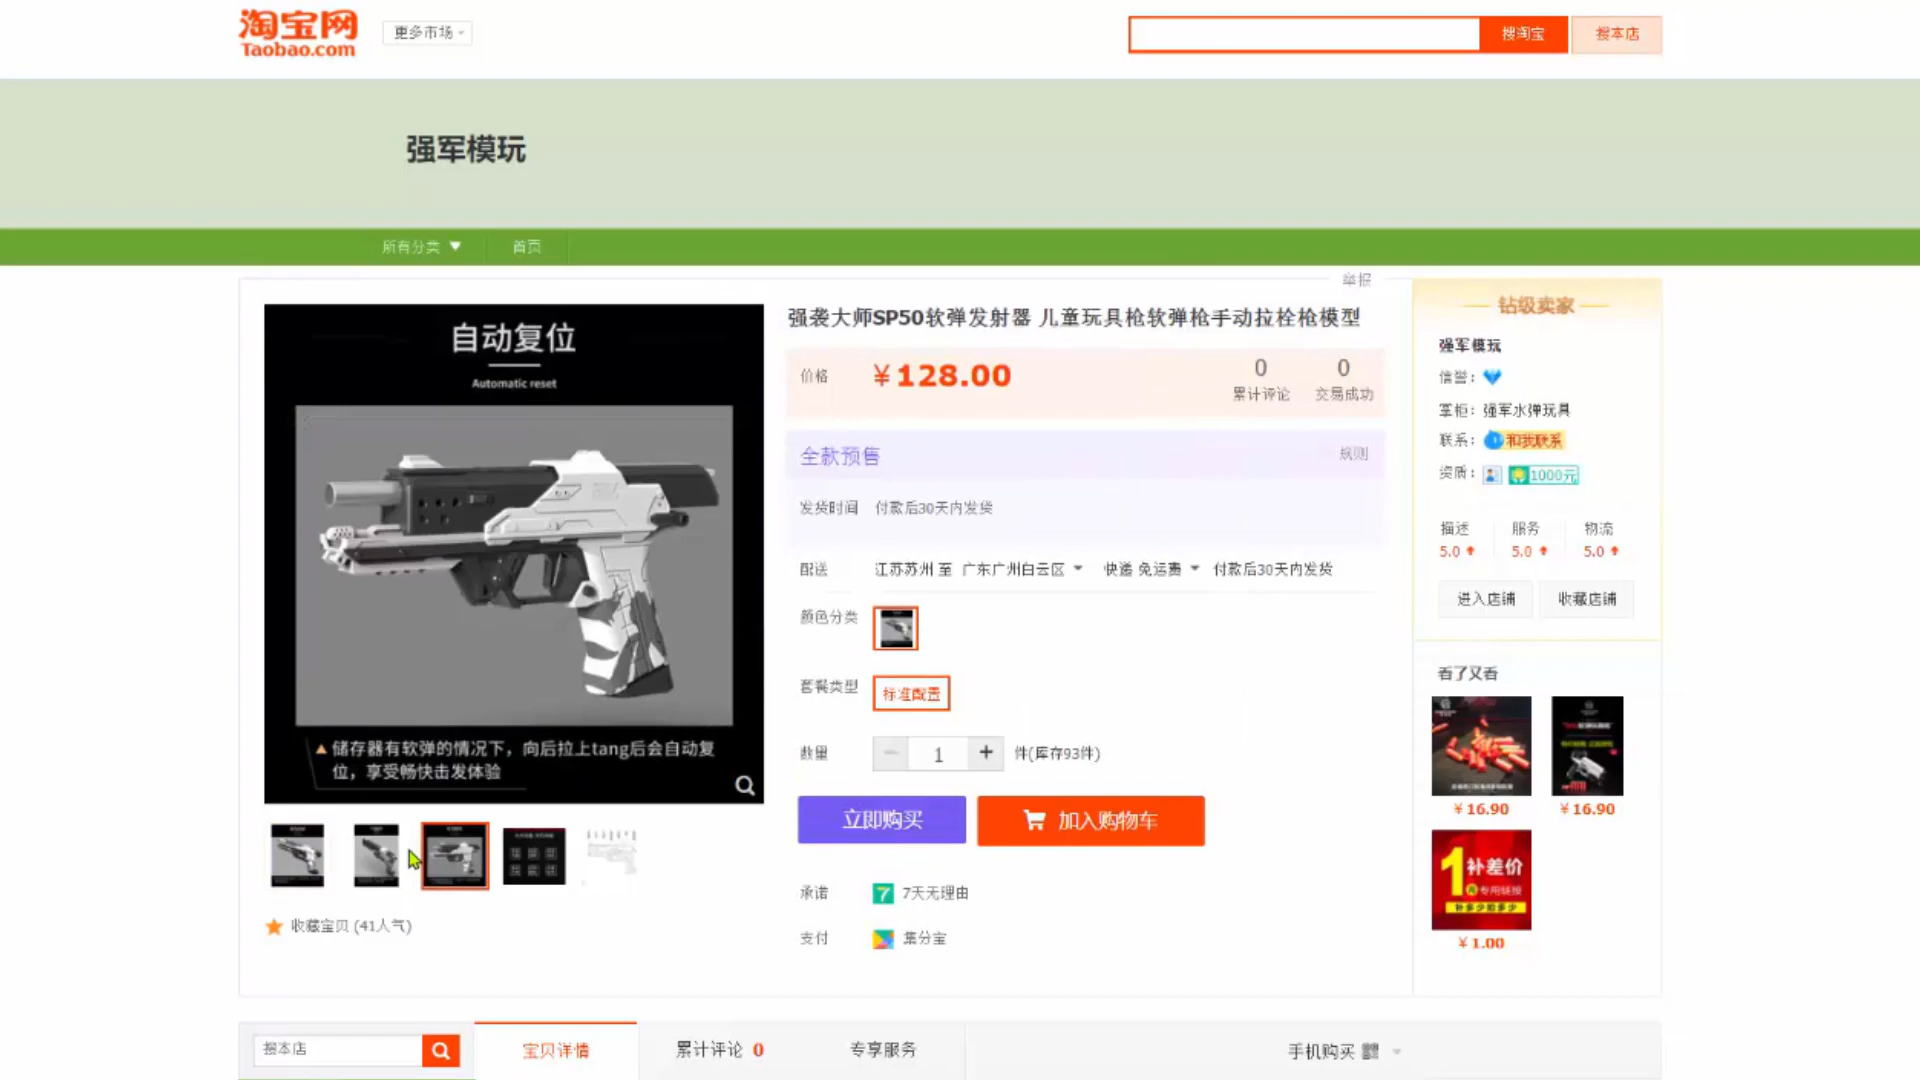 淘宝网
Taobao.com
更多市场
搜淘宝
搜本店
强军模玩
所有分类
首页
举报
自动复位
Automatic reset
储存器有软弹的情况下，向后拉上tang后会自动复
位，享受畅快击发体验
收藏宝贝 (41人气)
强袭大师SP50软弹发射器 儿童玩具枪软弹枪手动拉栓枪模型
价格
¥128.00
0
累计评论
0
交易成功
全款预售
规则
发货时间
付款后30天内发货
配送
江苏苏州 至 广东广州白云区
快递 免运费
付款后30天内发货
颜色分类
套餐类型
标准配置
数量
1
件(库存93件)
立即购买
加入购物车
承诺
7天无理由
支付
集分宝
钻级卖家
强军模玩
信誉：
掌柜：强军水弹玩具
联系：
和我联系
资质：
1000元
描述
服务
物流
5.0
5.0
5.0
进入店铺
收藏店铺
看了又看
¥16.90
¥16.90
1
补差价
专用链接
补多少拍多少
¥1.00
搜本店
宝贝详情
累计评论 0
专享服务
手机购买